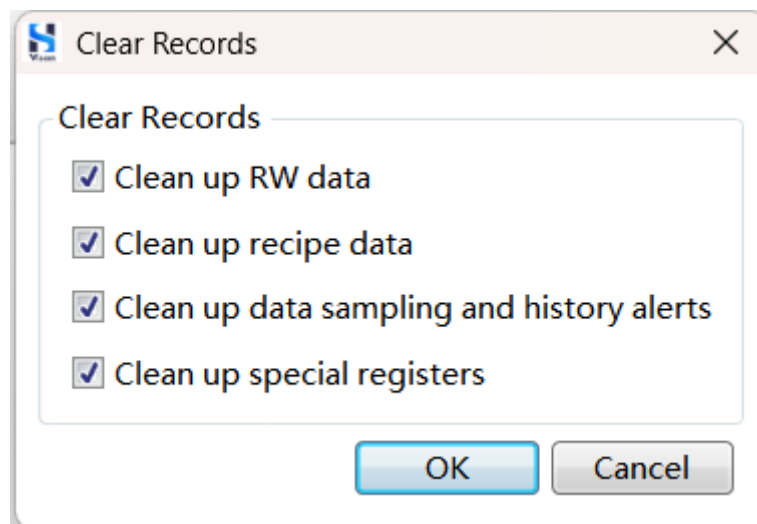 Clear Records
Clear Records
Clean up RW data
Clean up recipe data
Clean up data sampling and history alerts
Clean up special registers
OK Cancel